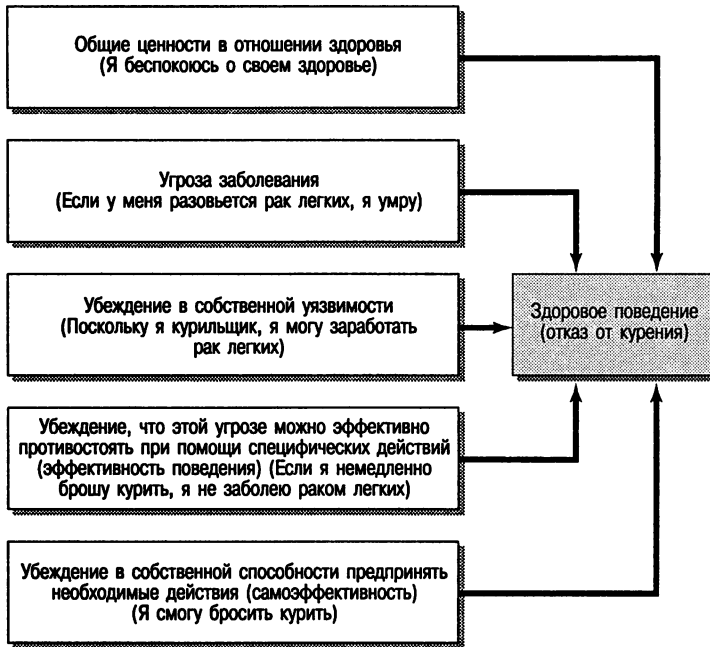 Общие ценности в отношении здоровья
(Я беспокоюсь о своем здоровье)
Угроза заболевания
(Если у меня разовьется рак легких, я умру)
Убеждение в собственной уязвимости
(Поскольку я курильщик, я могу заработать
рак легких)
Здоровое поведение
(отказ от курения)
Убеждение, что этой угрозе можно эффективно
противостоять при помощи специфических действий
(эффективность поведения) (Если я немедленно
брошу курить, я не заболею раком легких)
Убеждение в собственной способности предпринять
необходимые действия (самоэффективность)
(Я смогу бросить курить)